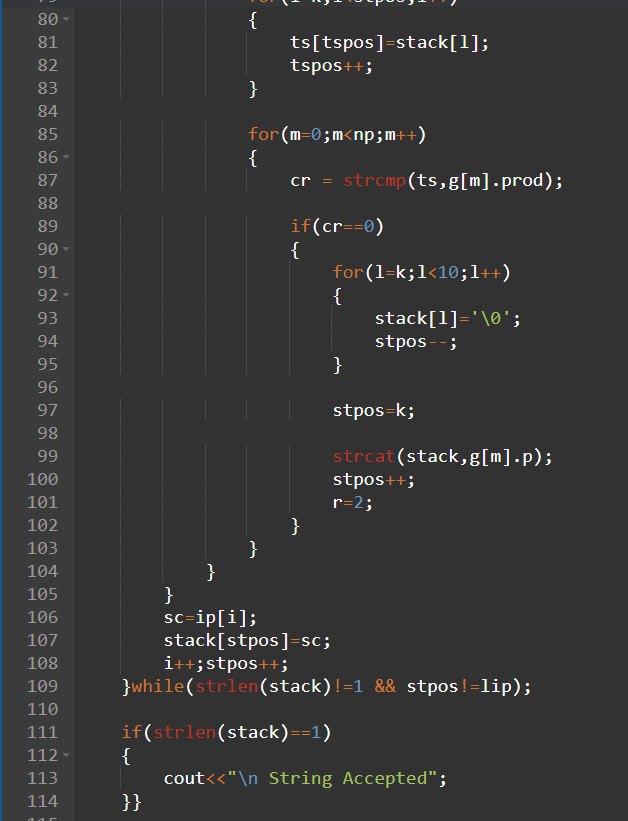 80 {
81 ts[tspos]=stack[l];
82 tspos++;
83 }
84
85 for(m=0;m<np;m++)
86 {
87 cr = strcmp(ts,g[m].prod);
88
89 if(cr==0)
90 {
91 for(l=k;l<10;l++)
92 {
93 stack[l]='\0';
94 stpos--;
95 }
96
97 stpos=k;
98
99 strcat(stack,g[m].p);
100 stpos++;
101 r=2;
102 }
103 }
104 }
105 }
106 sc=ip[i];
107 stack[stpos]=sc;
108 i++;stpos++;
109 }while(strlen(stack)!=1 && stpos!=lip);
110
111 if(strlen(stack)==1)
112 {
113 cout<<"\n String Accepted";
114 }}